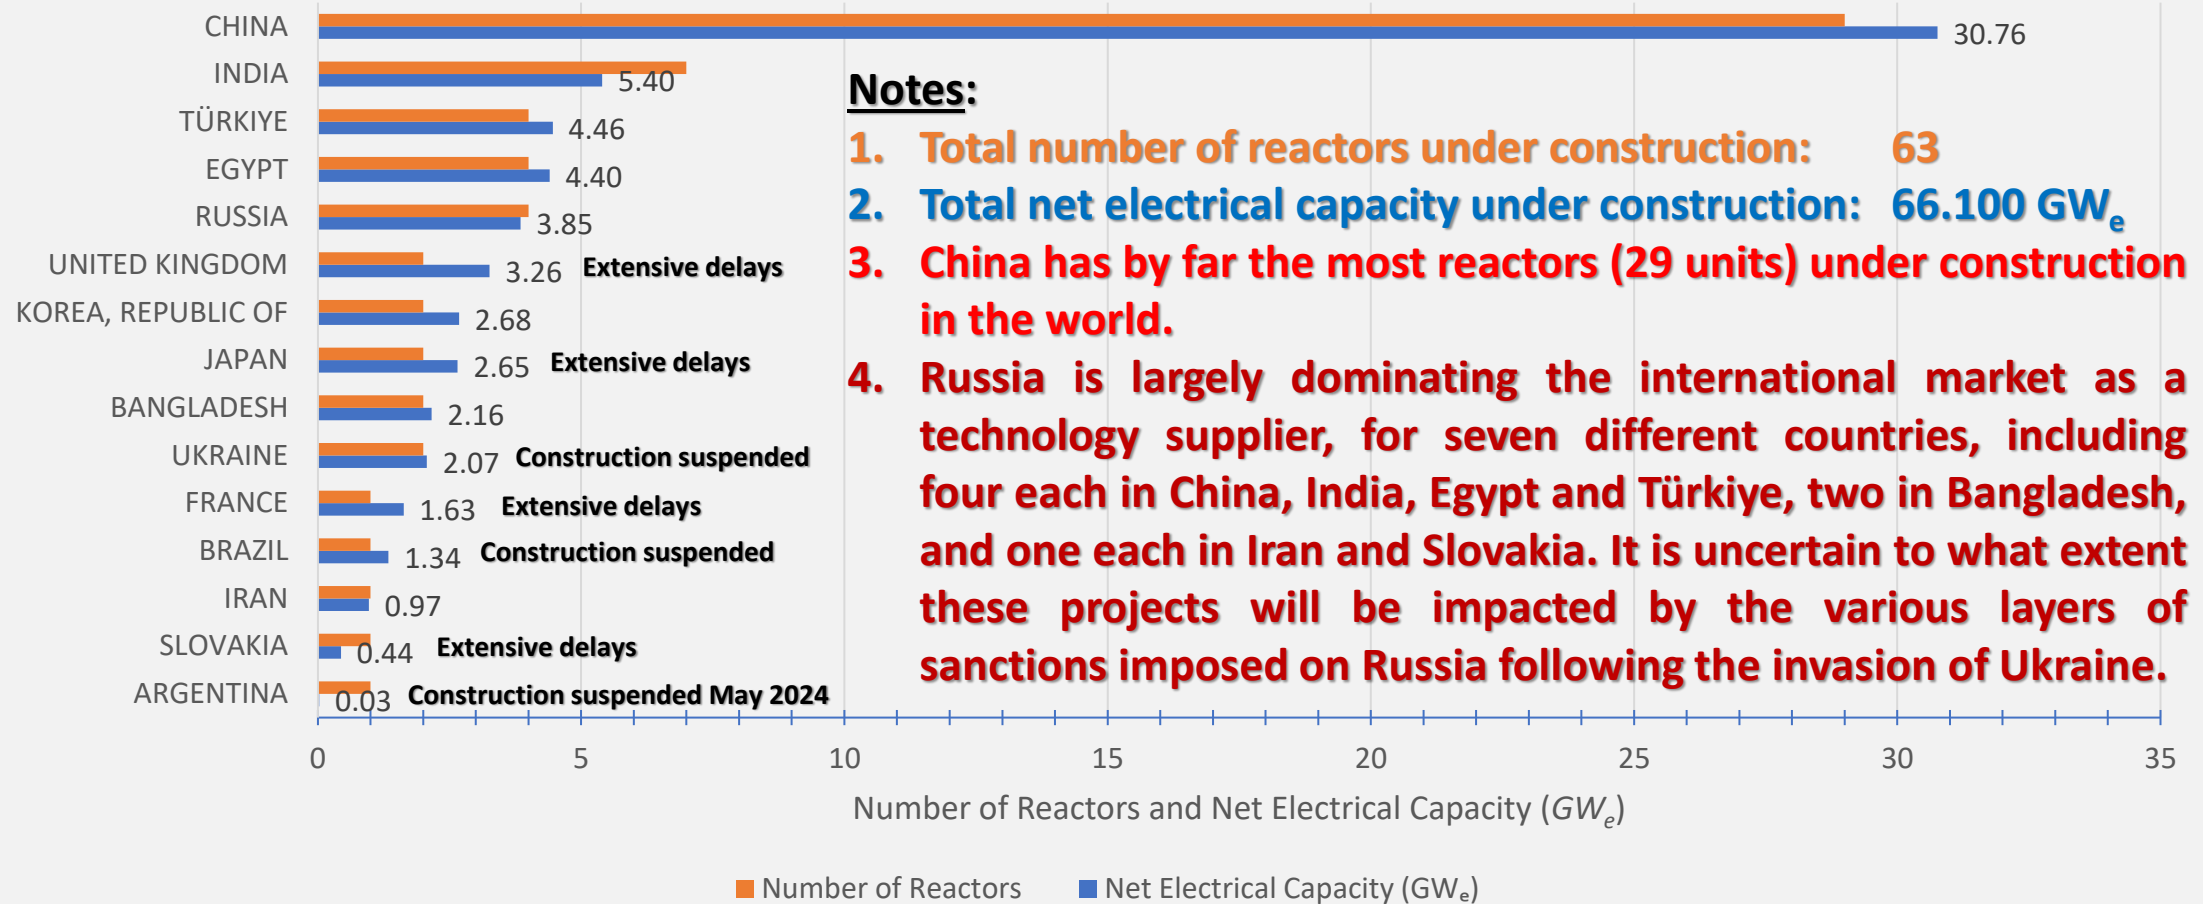 CHINA
30.76
INDIA
5.40
TÜRKIYE
4.46
EGYPT
4.40
RUSSIA
3.85
UNITED KINGDOM
3.26 Extensive delays
KOREA, REPUBLIC OF
2.68
JAPAN
2.65 Extensive delays
BANGLADESH
2.16
UKRAINE
2.07 Construction suspended
FRANCE
1.63 Extensive delays
BRAZIL
1.34 Construction suspended
IRAN
0.97
SLOVAKIA
0.44 Extensive delays
ARGENTINA
0.03 Construction suspended May 2024
Notes:
1. Total number of reactors under construction: 63
2. Total net electrical capacity under construction: 66.100 GWₑ
3. China has by far the most reactors (29 units) under construction
in the world.
4. Russia is largely dominating the international market as a
technology supplier, for seven different countries, including
four each in China, India, Egypt and Türkiye, two in Bangladesh,
and one each in Iran and Slovakia. It is uncertain to what extent
these projects will be impacted by the various layers of
sanctions imposed on Russia following the invasion of Ukraine.
0 5 10 15 20 25 30 35
Number of Reactors and Net Electrical Capacity (GWₑ)
Number of Reactors Net Electrical Capacity (GWₑ)